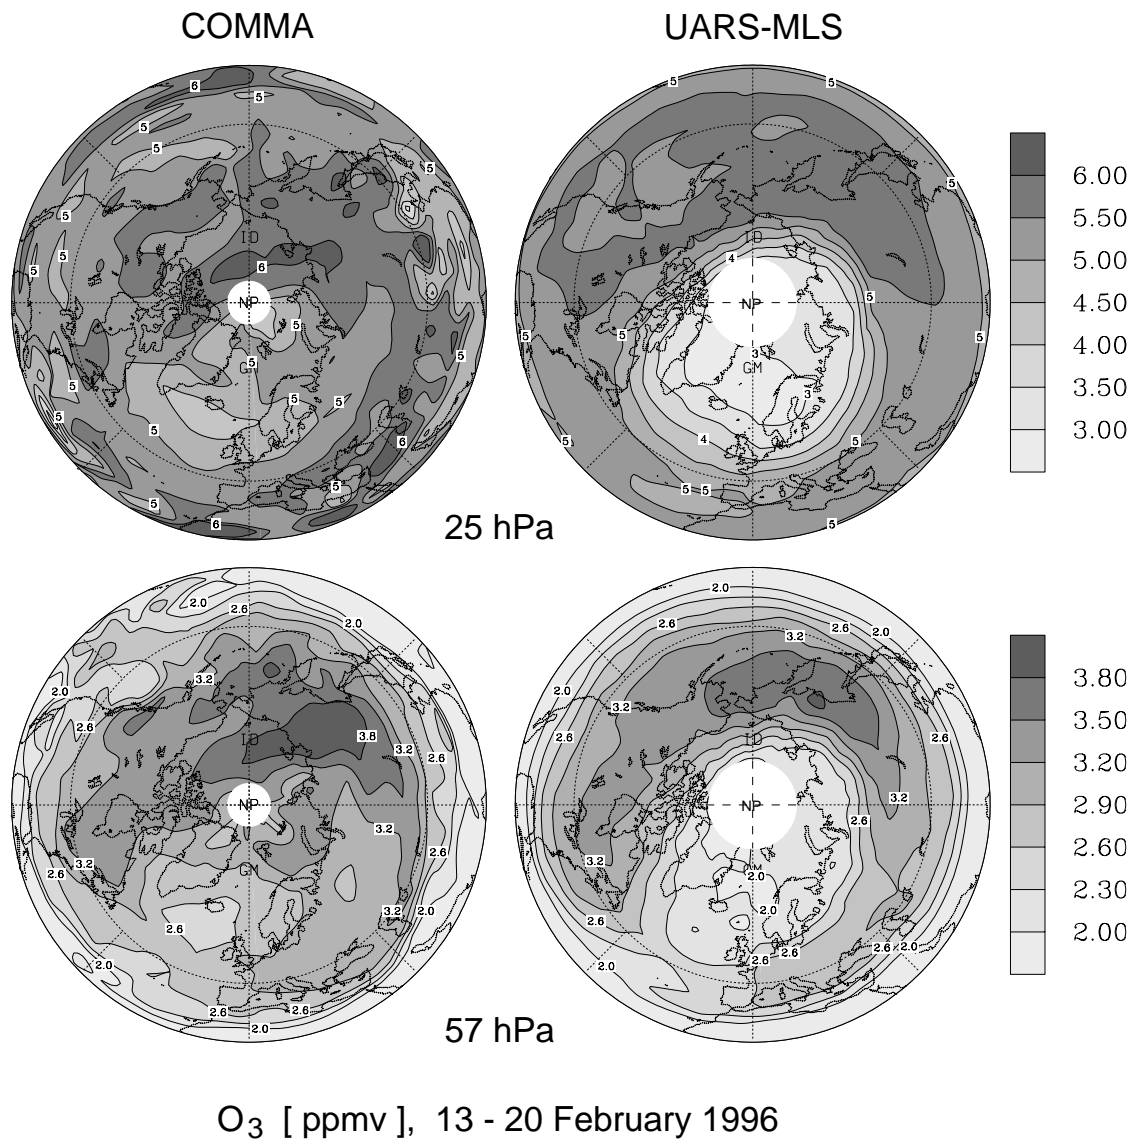 COMMA UARS-MLS
6 5 5 5 5 5 5 5 5 6 5 5 5 5 5 5 6 5 5 6
ID
NP
GM
5 5 5 4 5 5 5 3 3 4 5 5 5 5 5
ID
NP
GM
6.00
5.50
5.00
4.50
4.00
3.50
3.00
25 hPa
2.0 2.6 2.0 3.2 2.0 2.6 3.8 3.2 2.6 3.2 2.6 3.2 2.6 3.2 2.0 2.6 2.0 2.6 2.6 2.0
ID
NP
GM
2.0 2.6 3.2 2.6 2.0 2.0 3.2 2.6 2.6 3.2 2.6 3.2 2.0 2.0 2.6 2.6 2.6 2.6 2.0 2.0
ID
NP
3.80
3.50
3.20
2.90
2.60
2.30
2.00
57 hPa
O3 [ ppmv ], 13 - 20 February 1996